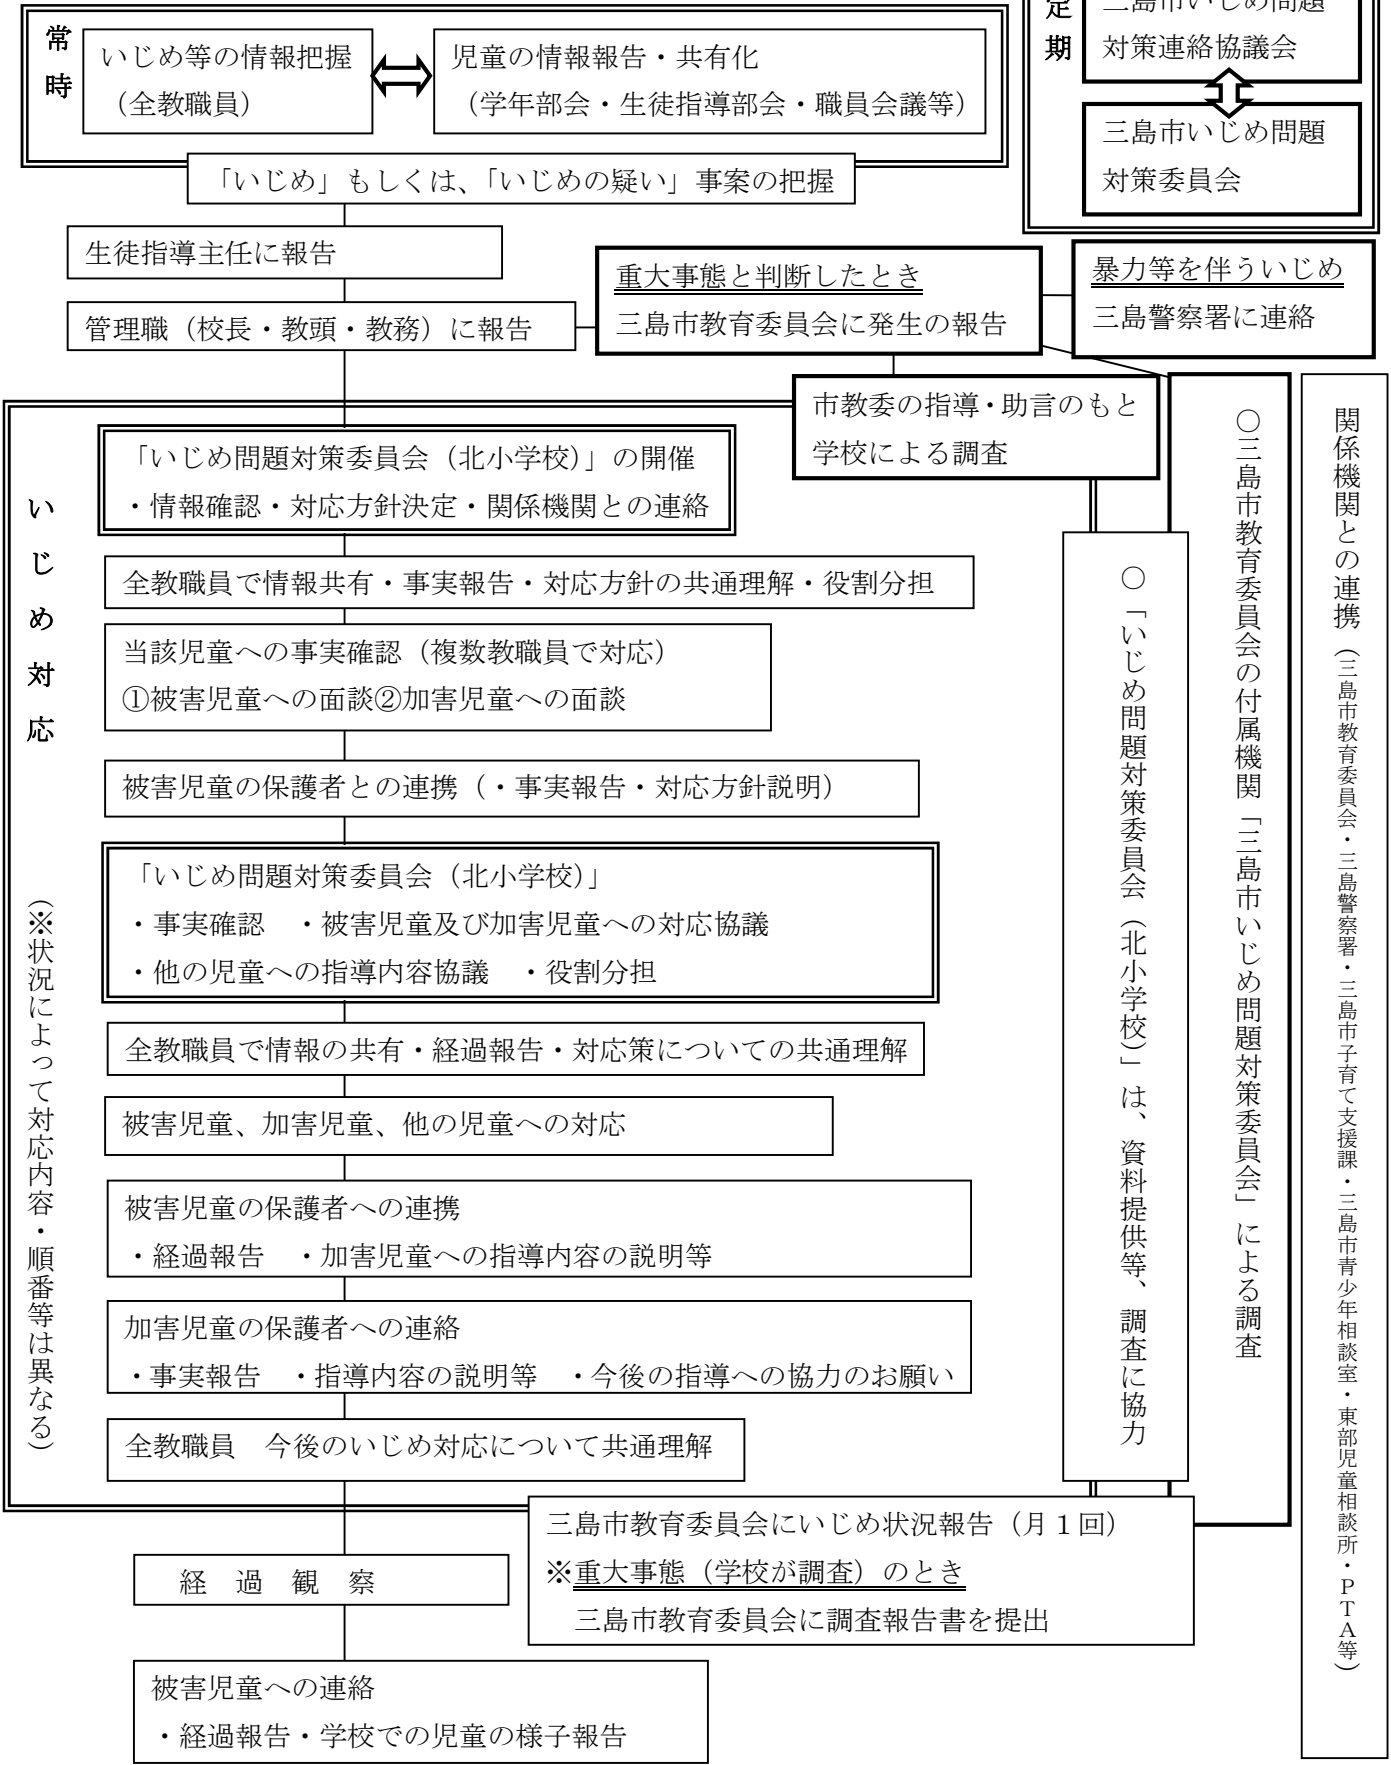 常時
いじめ等の情報把握
（全教職員）
児童の情報報告・共有化
（学年部会・生徒指導部会・職員会議等）
定期
三島市いじめ問題
対策連絡協議会
三島市いじめ問題
対策委員会
「いじめ」もしくは、「いじめの疑い」事案の把握
生徒指導主任に報告
管理職（校長・教頭・教務）に報告
重大事態と判断したとき
三島市教育委員会に発生の報告
暴力等を伴ういじめ
三島警察署に連絡
市教委の指導・助言のもと
学校による調査
いじめ対応
（※状況によって対応内容・順番等は異なる）
「いじめ問題対策委員会（北小学校）」の開催
・情報確認・対応方針決定・関係機関との連絡
全教職員で情報共有・事実報告・対応方針の共通理解・役割分担
当該児童への事実確認（複数教職員で対応）
①被害児童への面談②加害児童への面談
被害児童の保護者との連携（・事実報告・対応方針説明）
「いじめ問題対策委員会（北小学校）」
・事実確認　・被害児童及び加害児童への対応協議
・他の児童への指導内容協議　・役割分担
全教職員で情報の共有・経過報告・対応策についての共通理解
被害児童、加害児童、他の児童への対応
被害児童の保護者への連携
・経過報告　・加害児童への指導内容の説明等
加害児童の保護者への連絡
・事実報告　・指導内容の説明等　・今後の指導への協力のお願い
全教職員　今後のいじめ対応について共通理解
○「いじめ問題対策委員会（北小学校）」は、資料提供等、調査に協力
○三島市教育委員会の付属機関「三島市いじめ問題対策委員会」による調査
関係機関との連携（三島市教育委員会・三島警察署・三島市子育て支援課・三島市青少年相談室・東部児童相談所・ＰＴＡ等）
三島市教育委員会にいじめ状況報告（月１回）
※重大事態（学校が調査）のとき
三島市教育委員会に調査報告書を提出
経　過　観　察
被害児童への連絡
・経過報告・学校での児童の様子報告